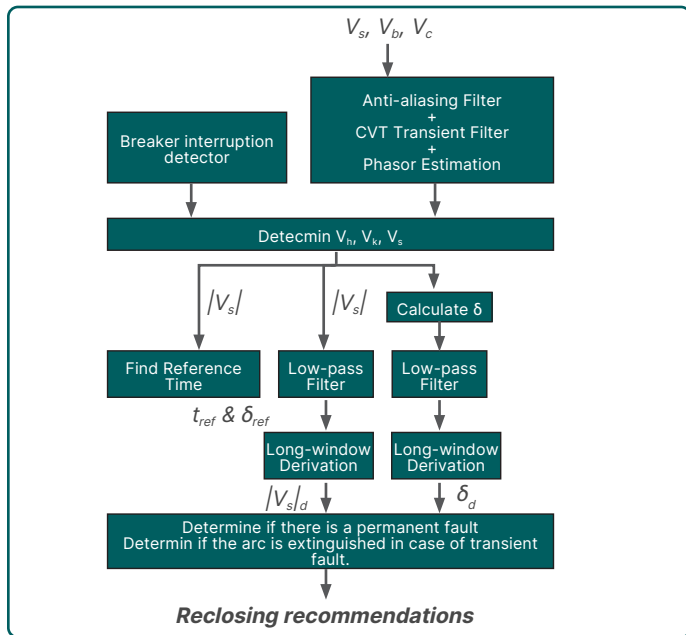 Vs, Vb, Vc
Anti-aliasing Filter
+
CVT Transient Filter
+
Phasor Estimation
Breaker interruption
detector
Detecmin Vh, Vk, Vs
|Vs|
|Vs|
Calculate δ
Find Reference
Time
Low-pass
Filter
Low-pass
Filter
tref & δref
Long-window
Derivation
Long-window
Derivation
|Vs|d
δd
Determine if there is a permanent fault
Determin if the arc is extinguished in case of transient
fault.
Reclosing recommendations